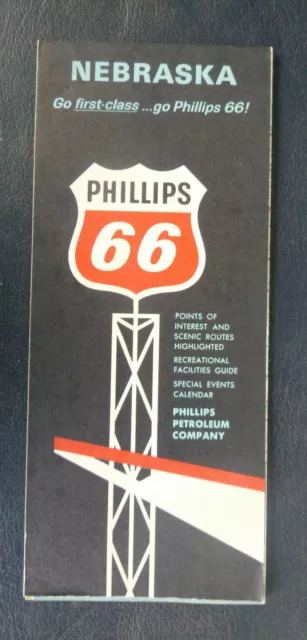 NEBRASKA
Go first-class ...go Phillips 66!
PHILLIPS
66
POINTS OF
INTEREST AND
SCENIC ROUTES
HIGHLIGHTED
RECREATIONAL
FACILITIES GUIDE
SPECIAL EVENTS
CALENDAR
PHILLIPS
PETROLEUM
COMPANY